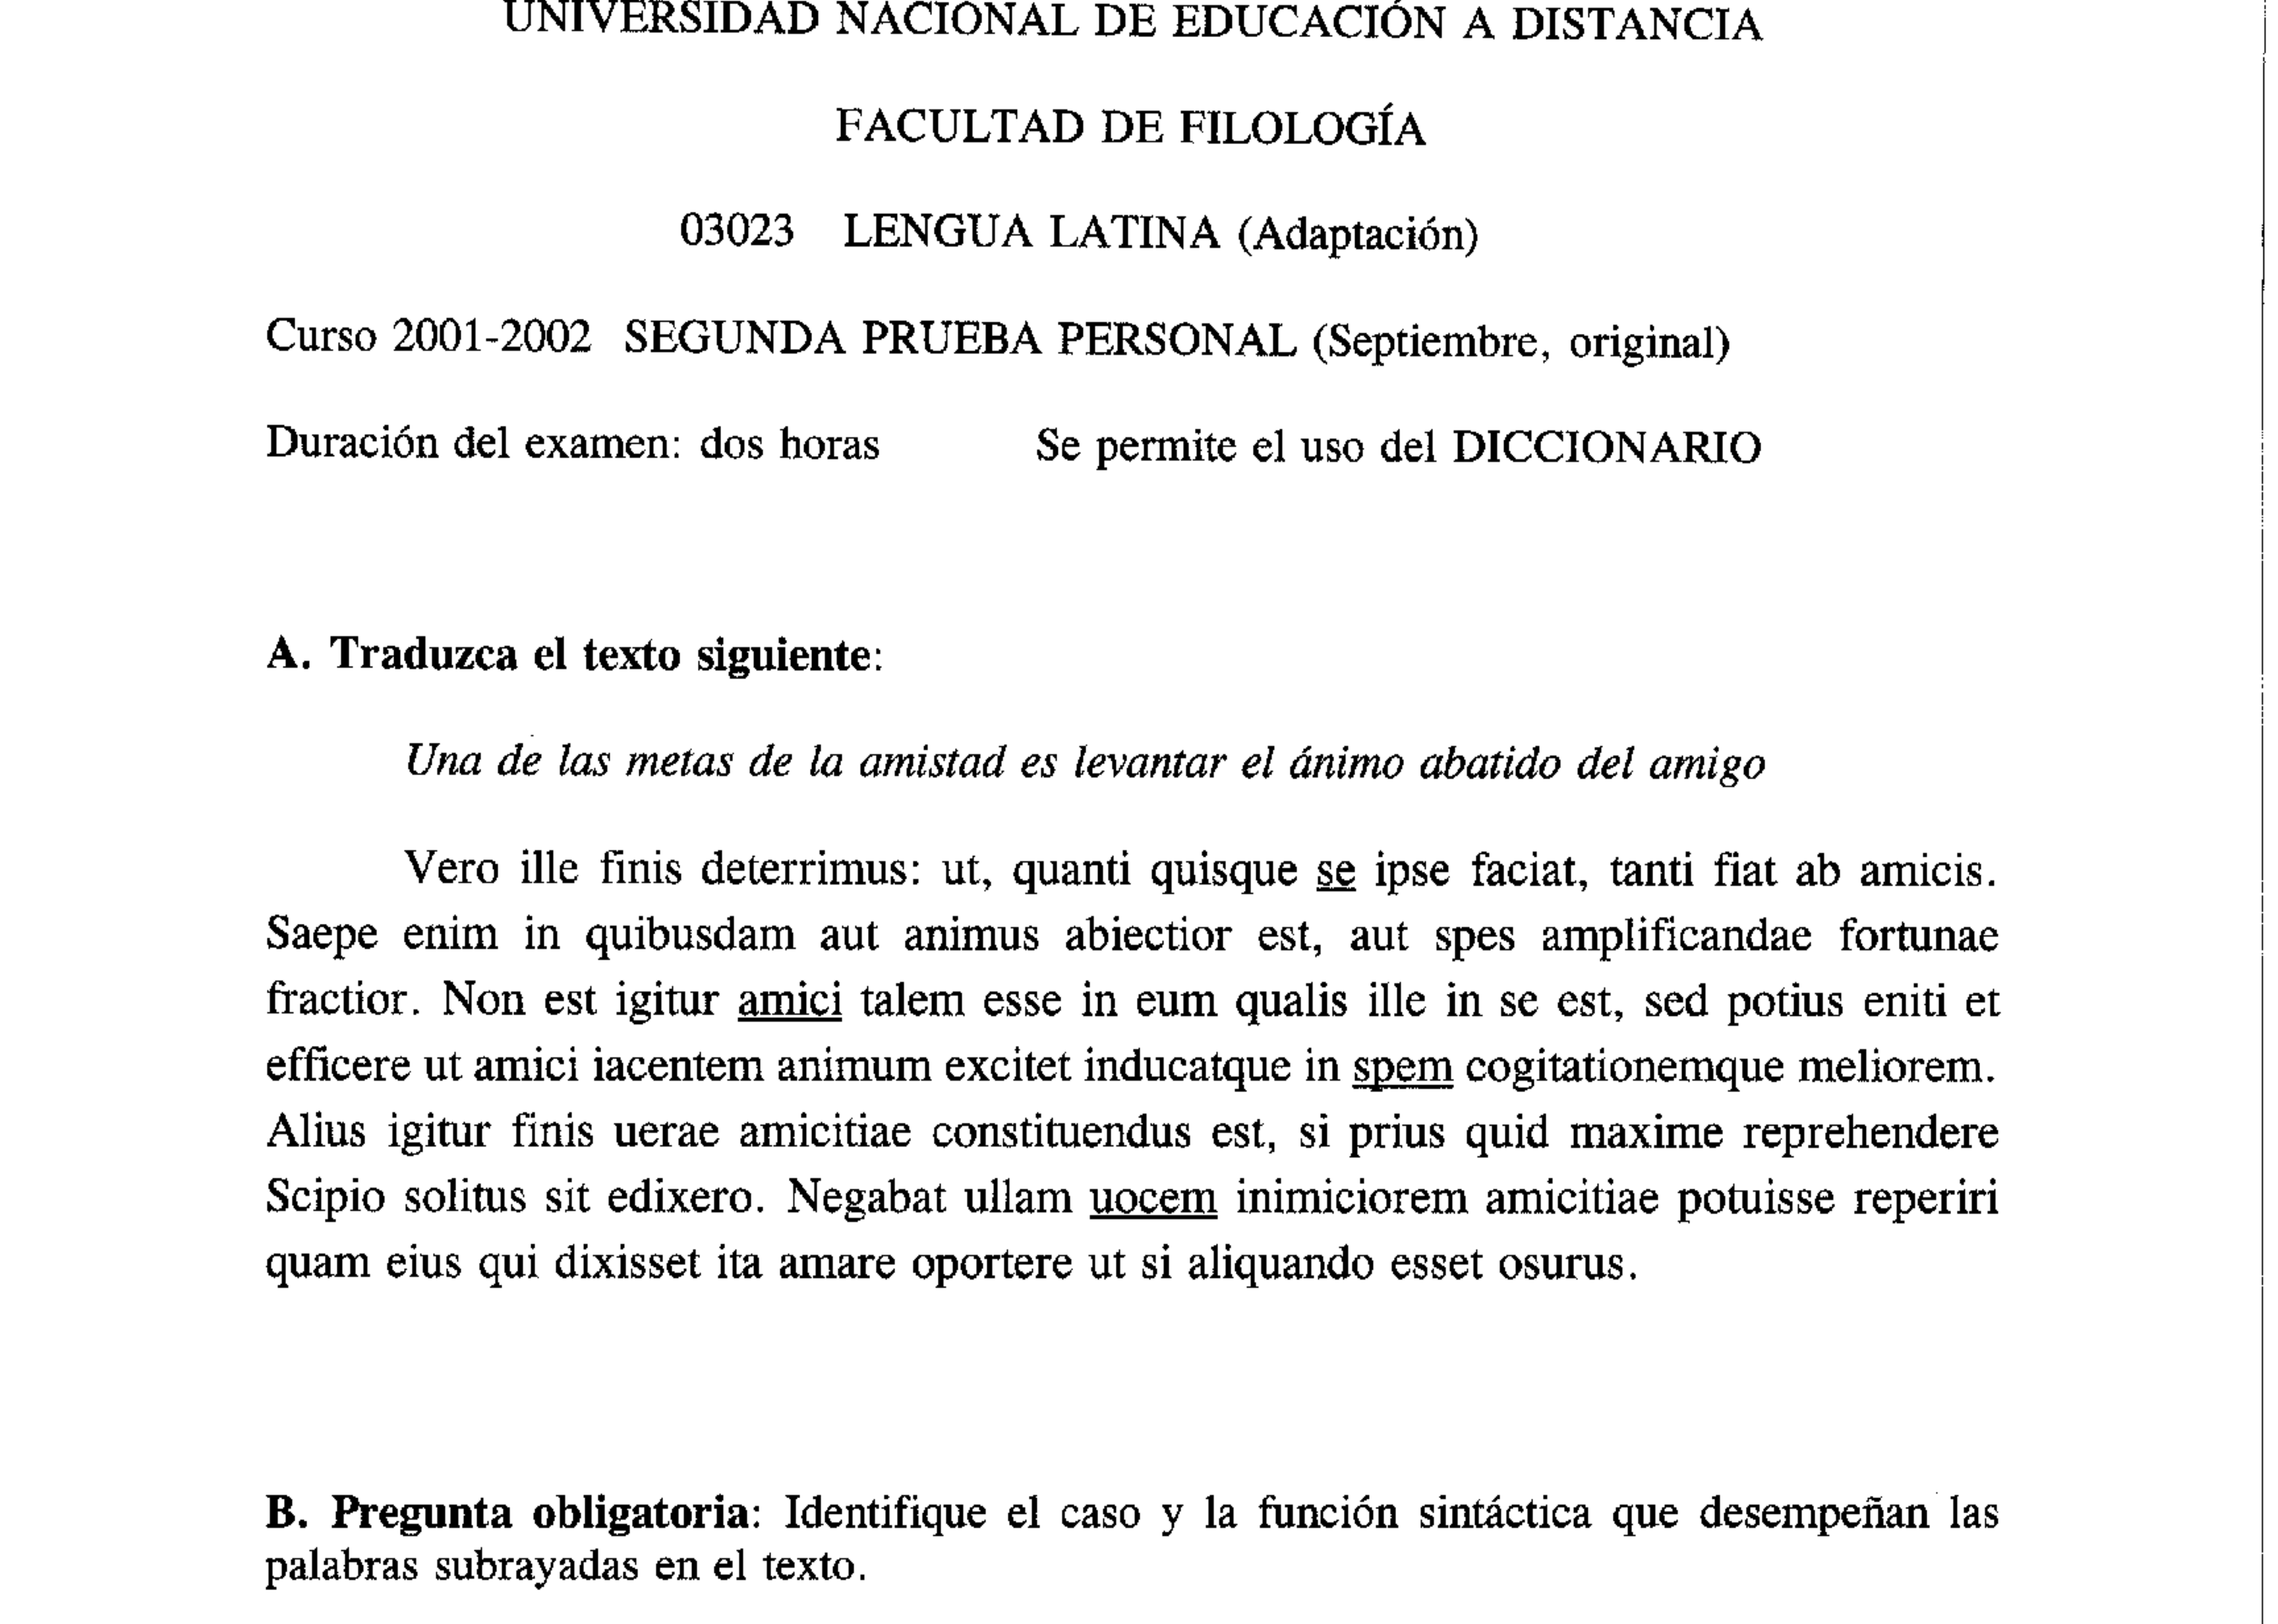 UNIVERSIDAD NACIONAL DE EDUCACIÓN A DISTANCIA
FACULTAD DE FILOLOGÍA
03023 LENGUA LATINA (Adaptación)
Curso 2001-2002 SEGUNDA PRUEBA PERSONAL (Septiembre, original)
Duración del examen: dos horas Se permite el uso del DICCIONARIO
A. Traduzca el texto siguiente:
Una de las metas de la amistad es levantar el ánimo abatido del amigo
Vero ille finis deterrimus: ut, quanti quisque se ipse faciat, tanti fiat ab amicis.
Saepe enim in quibusdam aut animus abiectior est, aut spes amplificandae fortunae
fractior. Non est igitur amici talem esse in eum qualis ille in se est, sed potius eniti et
efficere ut amici iacentem animum excitet inducatque in spem cogitationemque meliorem.
Alius igitur finis uerae amicitiae constituendus est, si prius quid maxime reprehendere
Scipio solitus sit edixero. Negabat ullam uocem inimiciorem amicitiae potuisse reperiri
quam eius qui dixisset ita amare oportere ut si aliquando esset osurus.
B. Pregunta obligatoria: Identifique el caso y la función sintáctica que desempeñan las
palabras subrayadas en el texto.